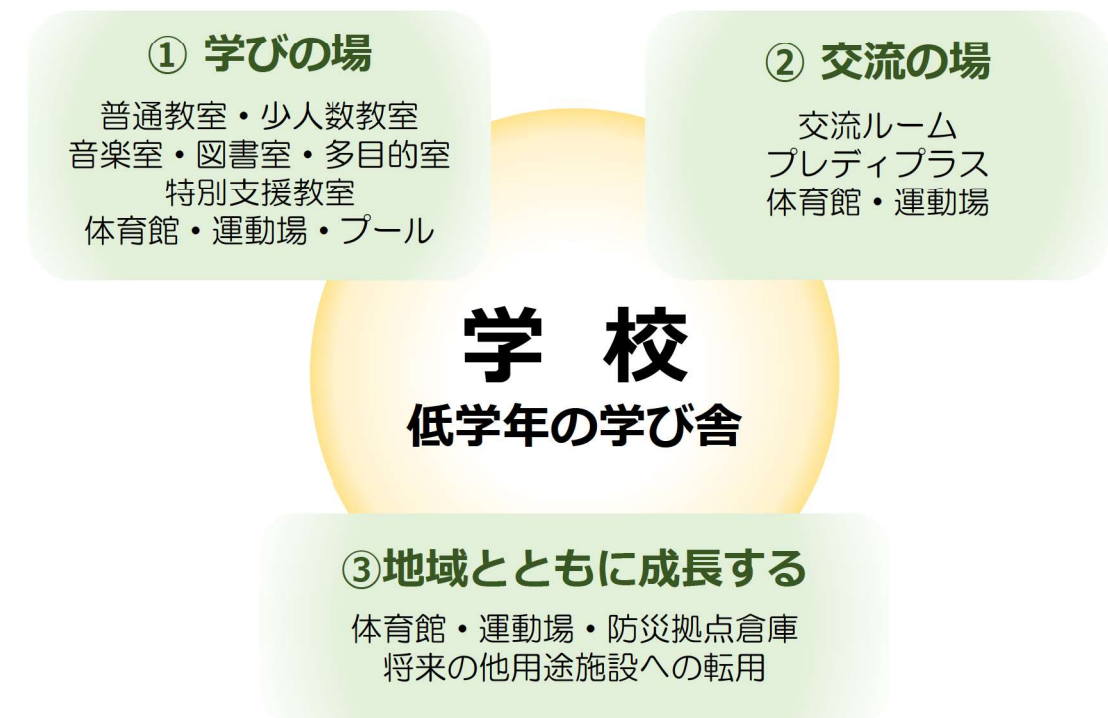 ① 学びの場
普通教室・少人数教室
音楽室・図書室・多目的室
特別支援教室
体育館・運動場・プール
② 交流の場
交流ルーム
プレディプラス
体育館・運動場
学 校
低学年の学び舎
③地域とともに成長する
体育館・運動場・防災拠点倉庫
将来の他用途施設への転用